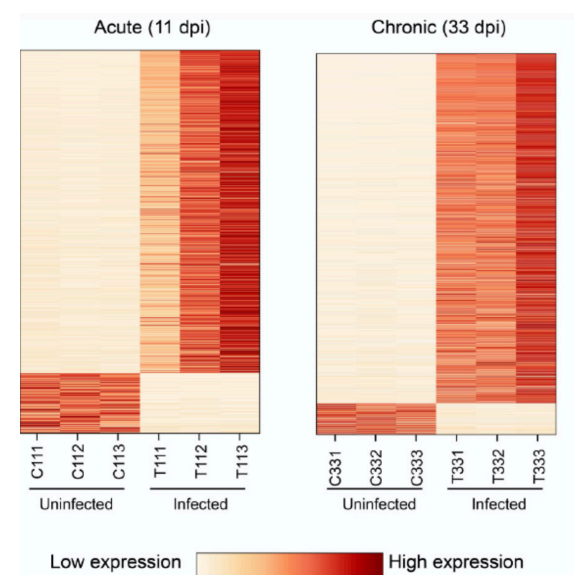 Acute (11 dpi)
Chronic (33 dpi)
C111
C112
C113
T111
T112
T113
C331
C332
C333
T331
T332
T333
Uninfected
Infected
Uninfected
Infected
Low expression
High expression